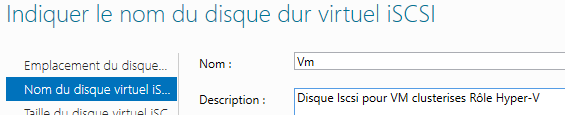 Indiquer le nom du disque dur virtuel iSCSI
Emplacement du disque...
Nom : Vm
Nom du disque virtuel iS...
Description : Disque Iscsi pour VM clusterises Rôle Hyper-V
Taille du disque virtuel iSC